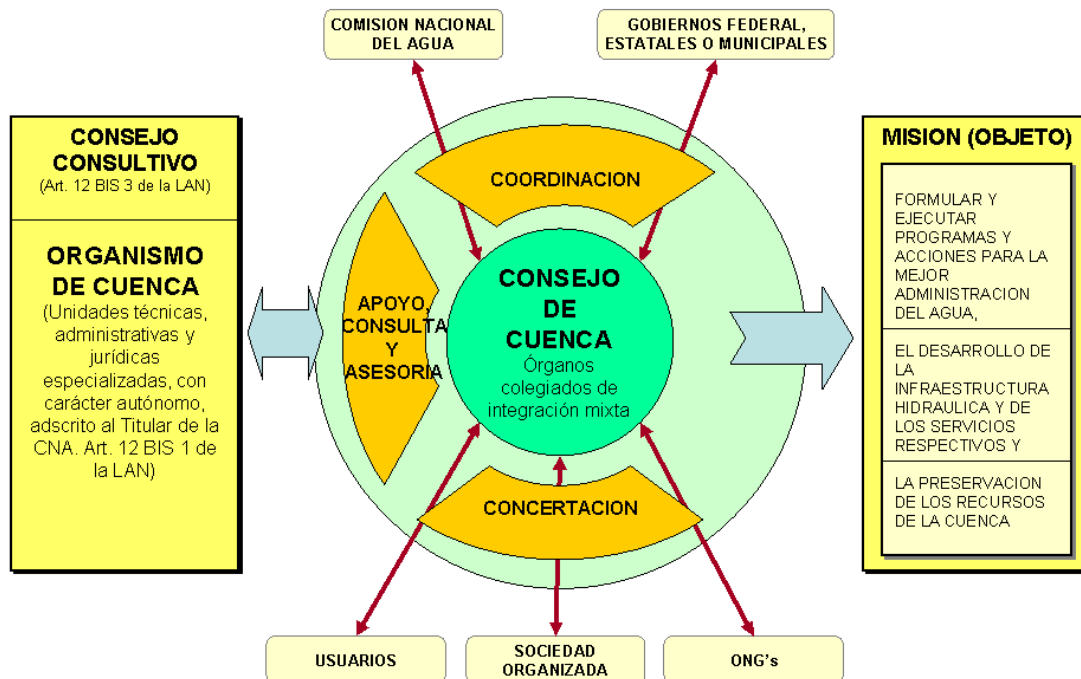 COMISION NACIONAL
DEL AGUA
GOBIERNOS FEDERAL,
ESTATALES O MUNICIPALES
CONSEJO
CONSULTIVO
(Art. 12 BIS 3 de la LAN)
ORGANISMO
DE CUENCA
(Unidades técnicas,
administrativas y
jurídicas
especializadas, con
carácter autónomo,
adscrito al Titular de la
CNA. Art. 12 BIS 1 de
la LAN)
COORDINACION
APOYO,
CONSULTA
Y
ASESORIA
CONSEJO
DE
CUENCA
Órganos
colegiados de
integración mixta
CONCERTACION
MISION (OBJETO)
FORMULAR Y
EJECUTAR
PROGRAMAS Y
ACCIONES PARA LA
MEJOR
ADMINISTRACION
DEL AGUA,
EL DESARROLLO DE
LA
INFRAESTRUCTURA
HIDRAULICA Y DE
LOS SERVICIOS
RESPECTIVOS Y
LA PRESERVACION
DE LOS RECURSOS
DE LA CUENCA
USUARIOS
SOCIEDAD
ORGANIZADA
ONG's